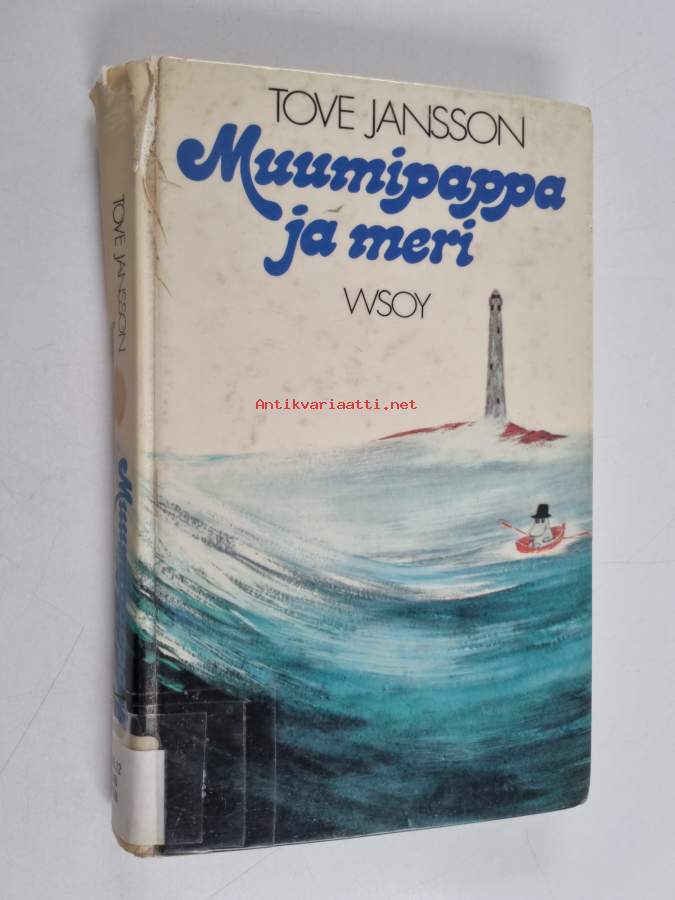 TOVE JANSSON
Muumipappa
ja meri
WSOY
Antikvariaatti.net
TOVE JANSSON